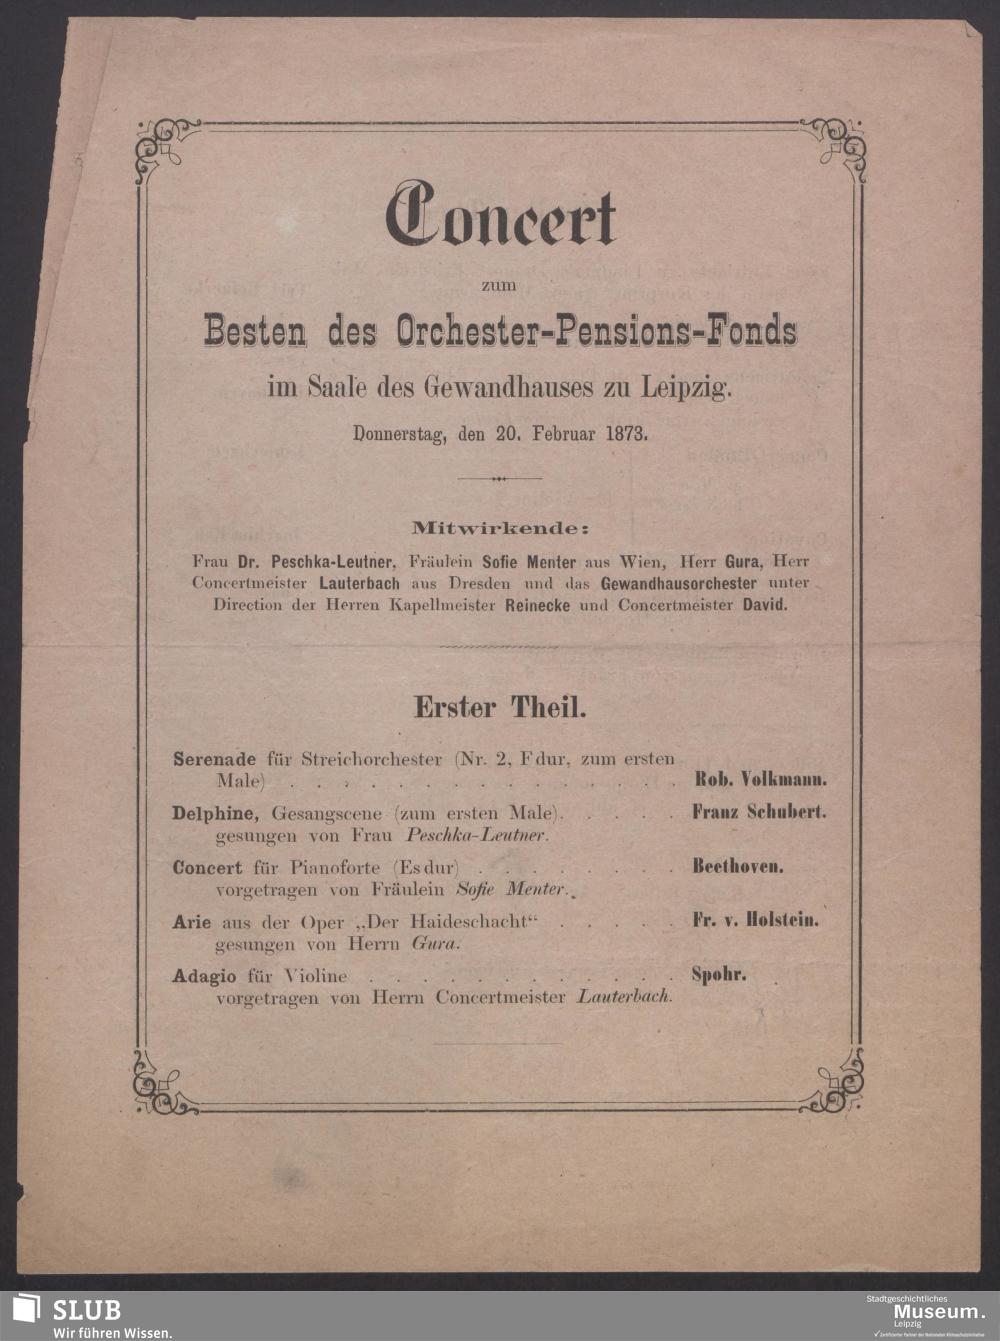 Concert
zum
Besten des Orchester-Pensions-Fonds
im Saale des Gewandhauses zu Leipzig.
Donnerstag, den 20. Februar 1873.
Mitwirkende:
Frau Dr. Peschka-Leutner, Fräulein Sofie Menter aus Wien, Herr Gura, Herr
Concertmeister Lauterbach aus Dresden und das Gewandhausorchester unter
Direction der Herren Kapellmeister Reinecke und Concertmeister David.
Erster Theil.
Serenade für Streichorchester (Nr. 2, Fdur, zum ersten
Male) . . . . . . . . . . . . . . . Rob. Volkmann.
Delphine, Gesangscene (zum ersten Male). . . . . Franz Schubert.
gesungen von Frau Peschka-Leutner.
Concert für Pianoforte (Esdur) . . . . . . . . Beethoven.
vorgetragen von Fräulein Sofie Menter.
Arie aus der Oper „Der Haideschacht“ . . . . . Fr. v. Holstein.
gesungen von Herrn Gura.
Adagio für Violine . . . . . . . . . . . . Spohr.
vorgetragen von Herrn Concertmeister Lauterbach.
SLUB
Wir führen Wissen.
Stadtgeschichtliches
Museum.
Leipzig
Zertifizierter Partner der Nationalen Klimaschutzinitiative